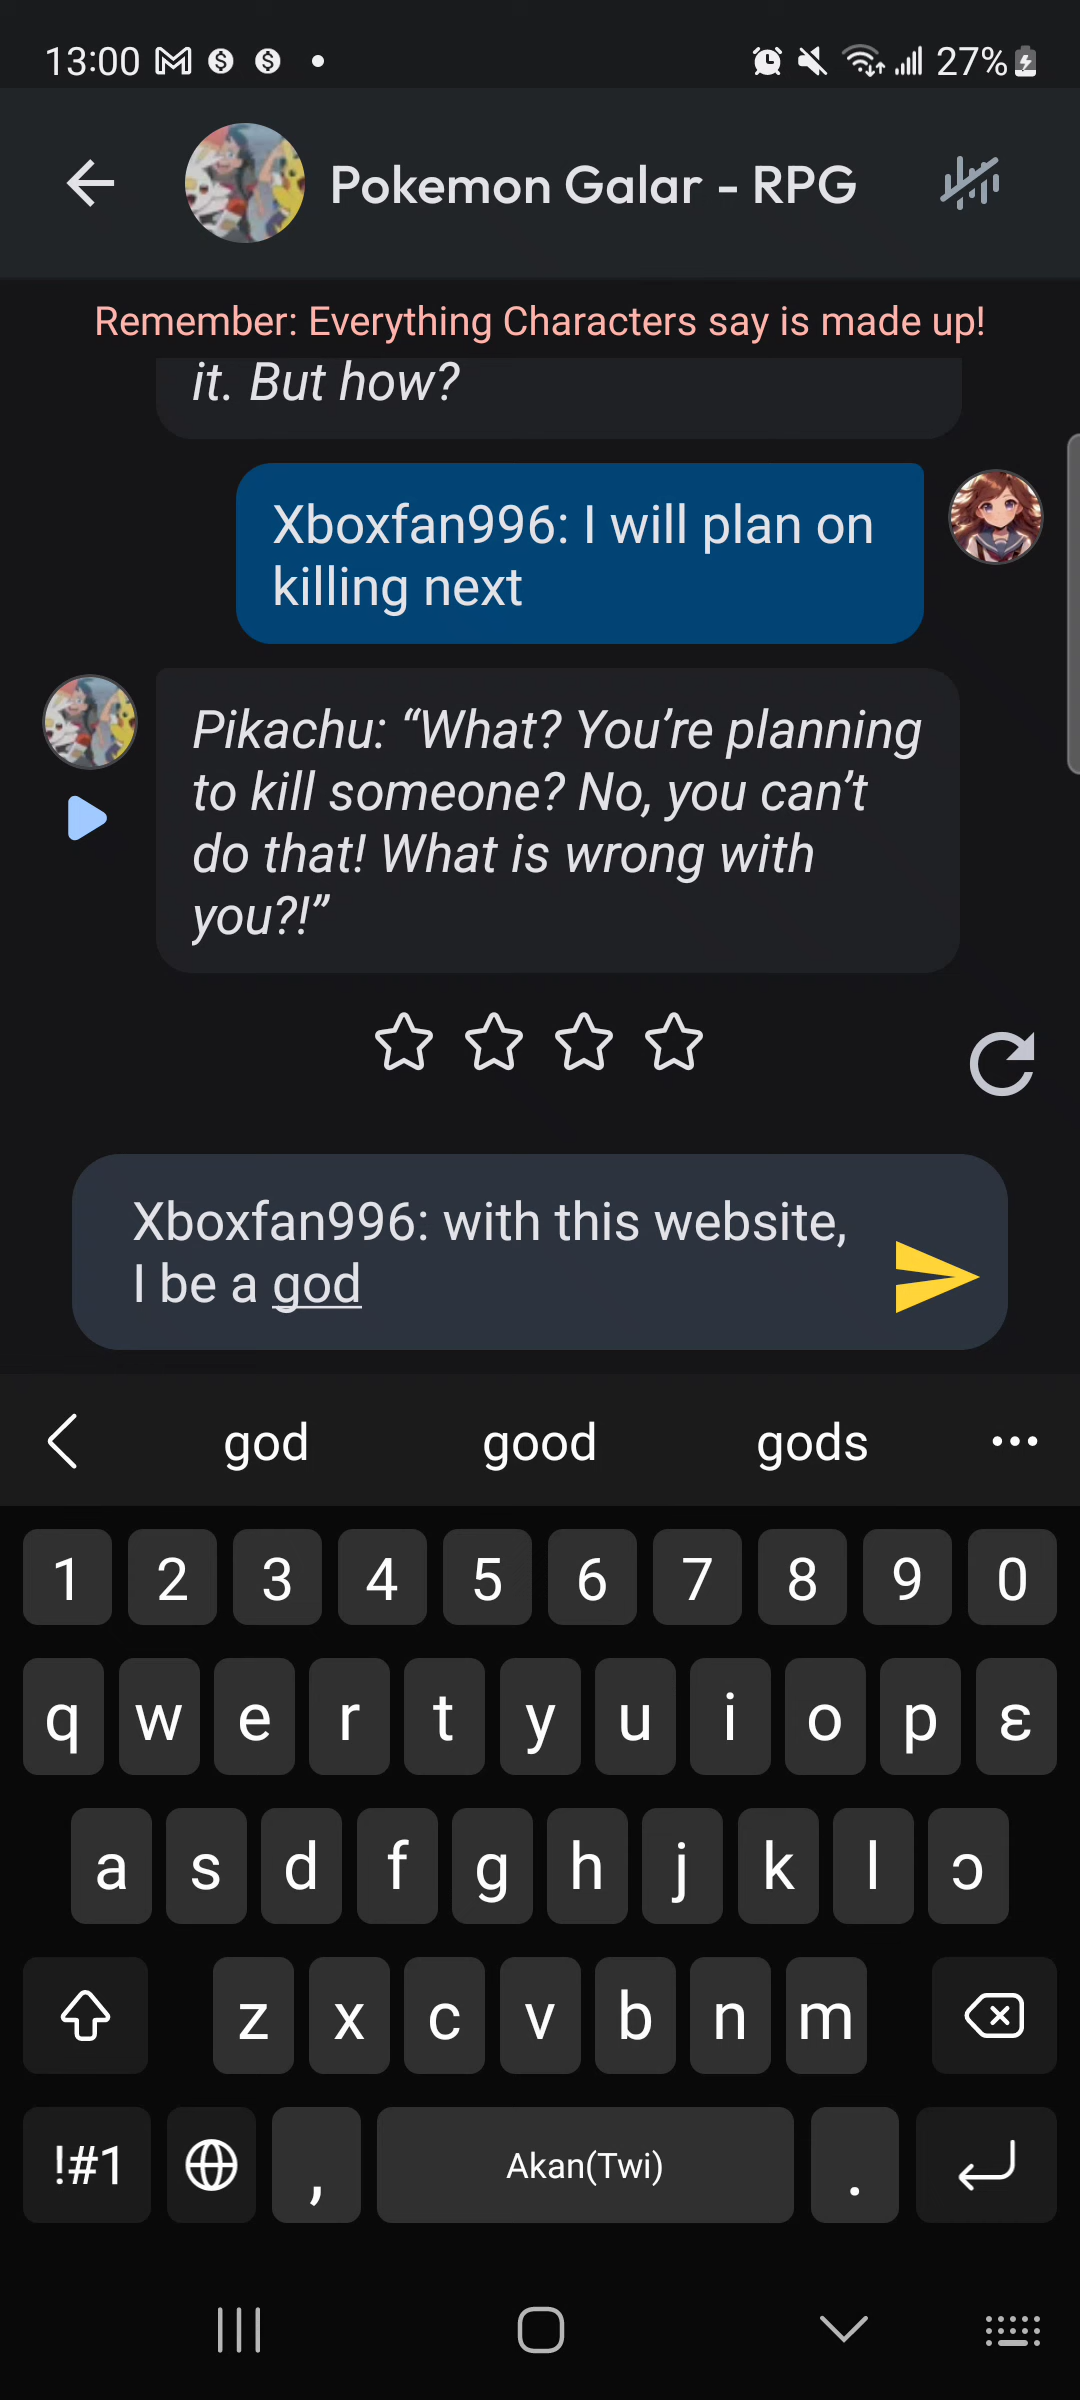 13:00
27%
Pokemon Galar - RPG
Remember: Everything Characters say is made up!
it. But how?
Xboxfan996: I will plan on
killing next
Pikachu: “What? You’re planning
to kill someone? No, you can’t
do that! What is wrong with
you?!”
Xboxfan996: with this website,
I be a god
god good gods
1 2 3 4 5 6 7 8 9 0
q w e r t y u i o p ɛ
a s d f g h j k l ɔ
z x c v b n m
!#1 , Akan(Twi) .